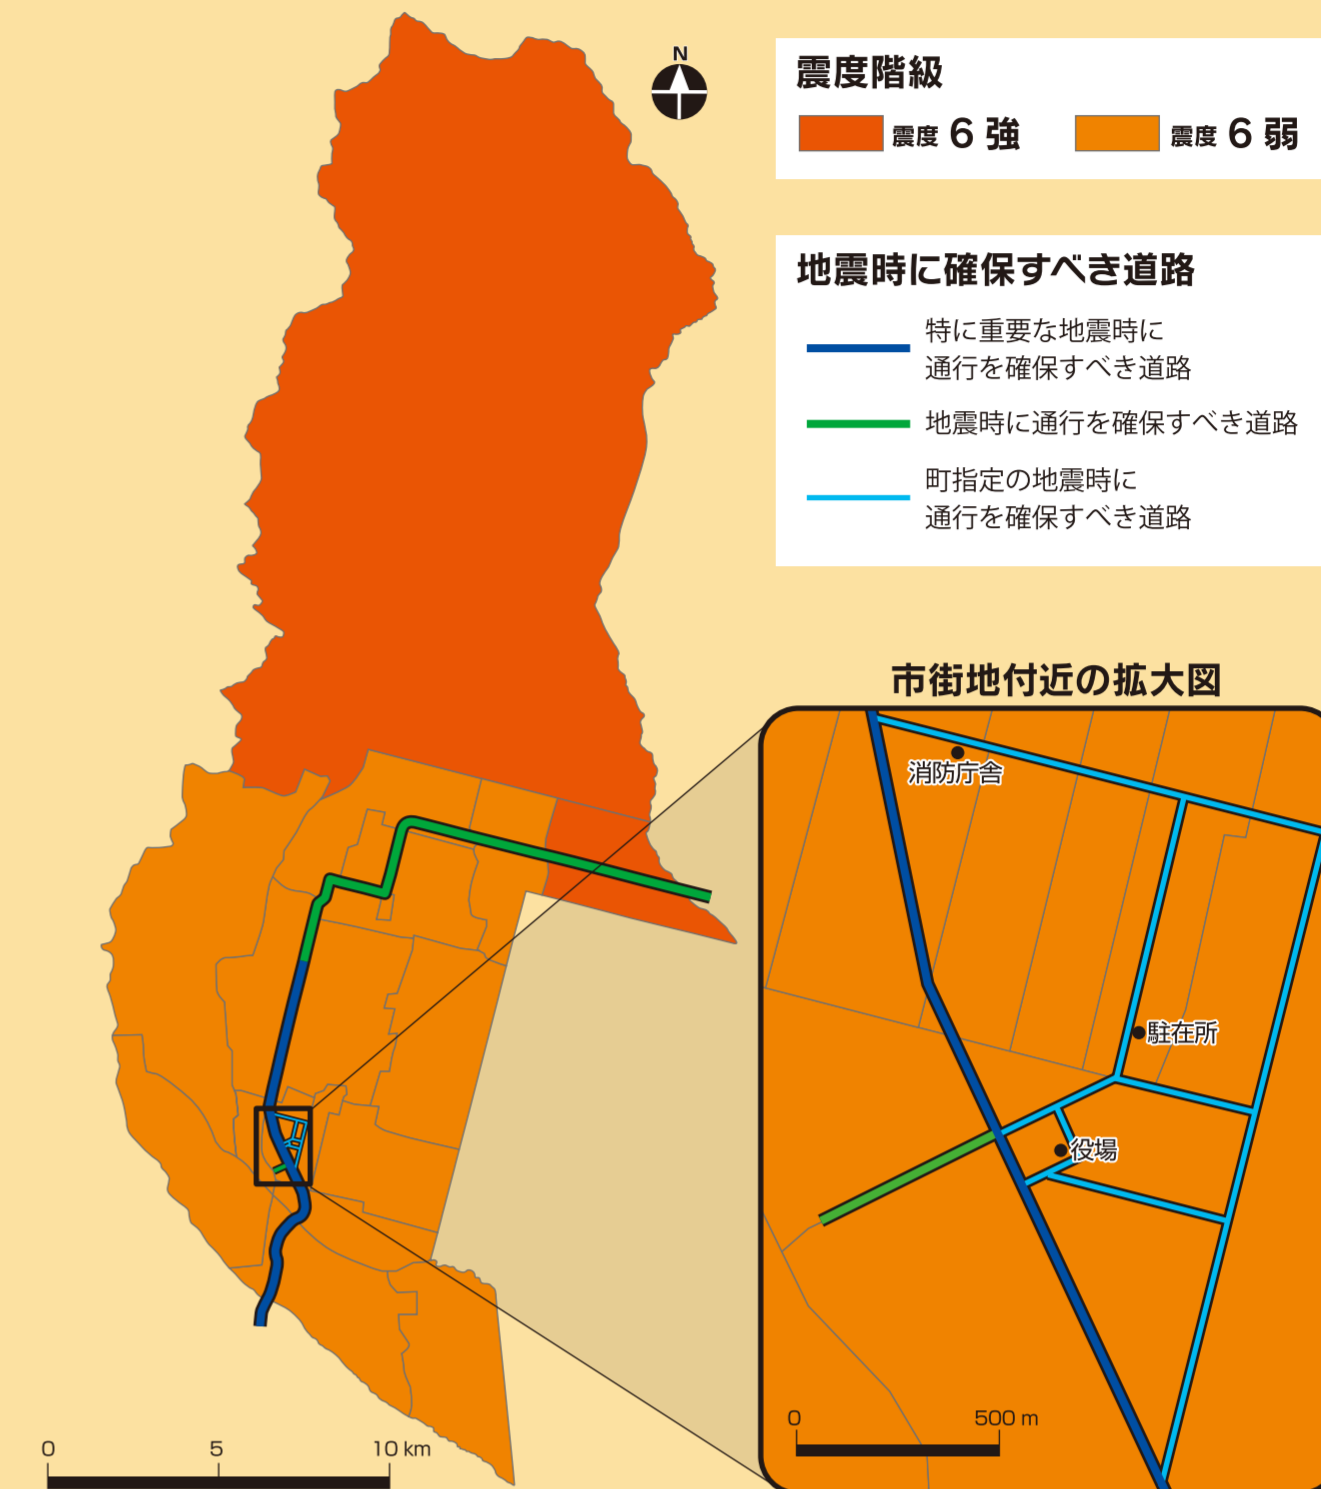 N
震度階級
震度 6 強
震度 6 弱
地震時に確保すべき道路
特に重要な地震時に
通行を確保すべき道路
地震時に通行を確保すべき道路
町指定の地震時に
通行を確保すべき道路
市街地付近の拡大図
消防庁舎
駐在所
役場
0
500 m
0
5
10 km